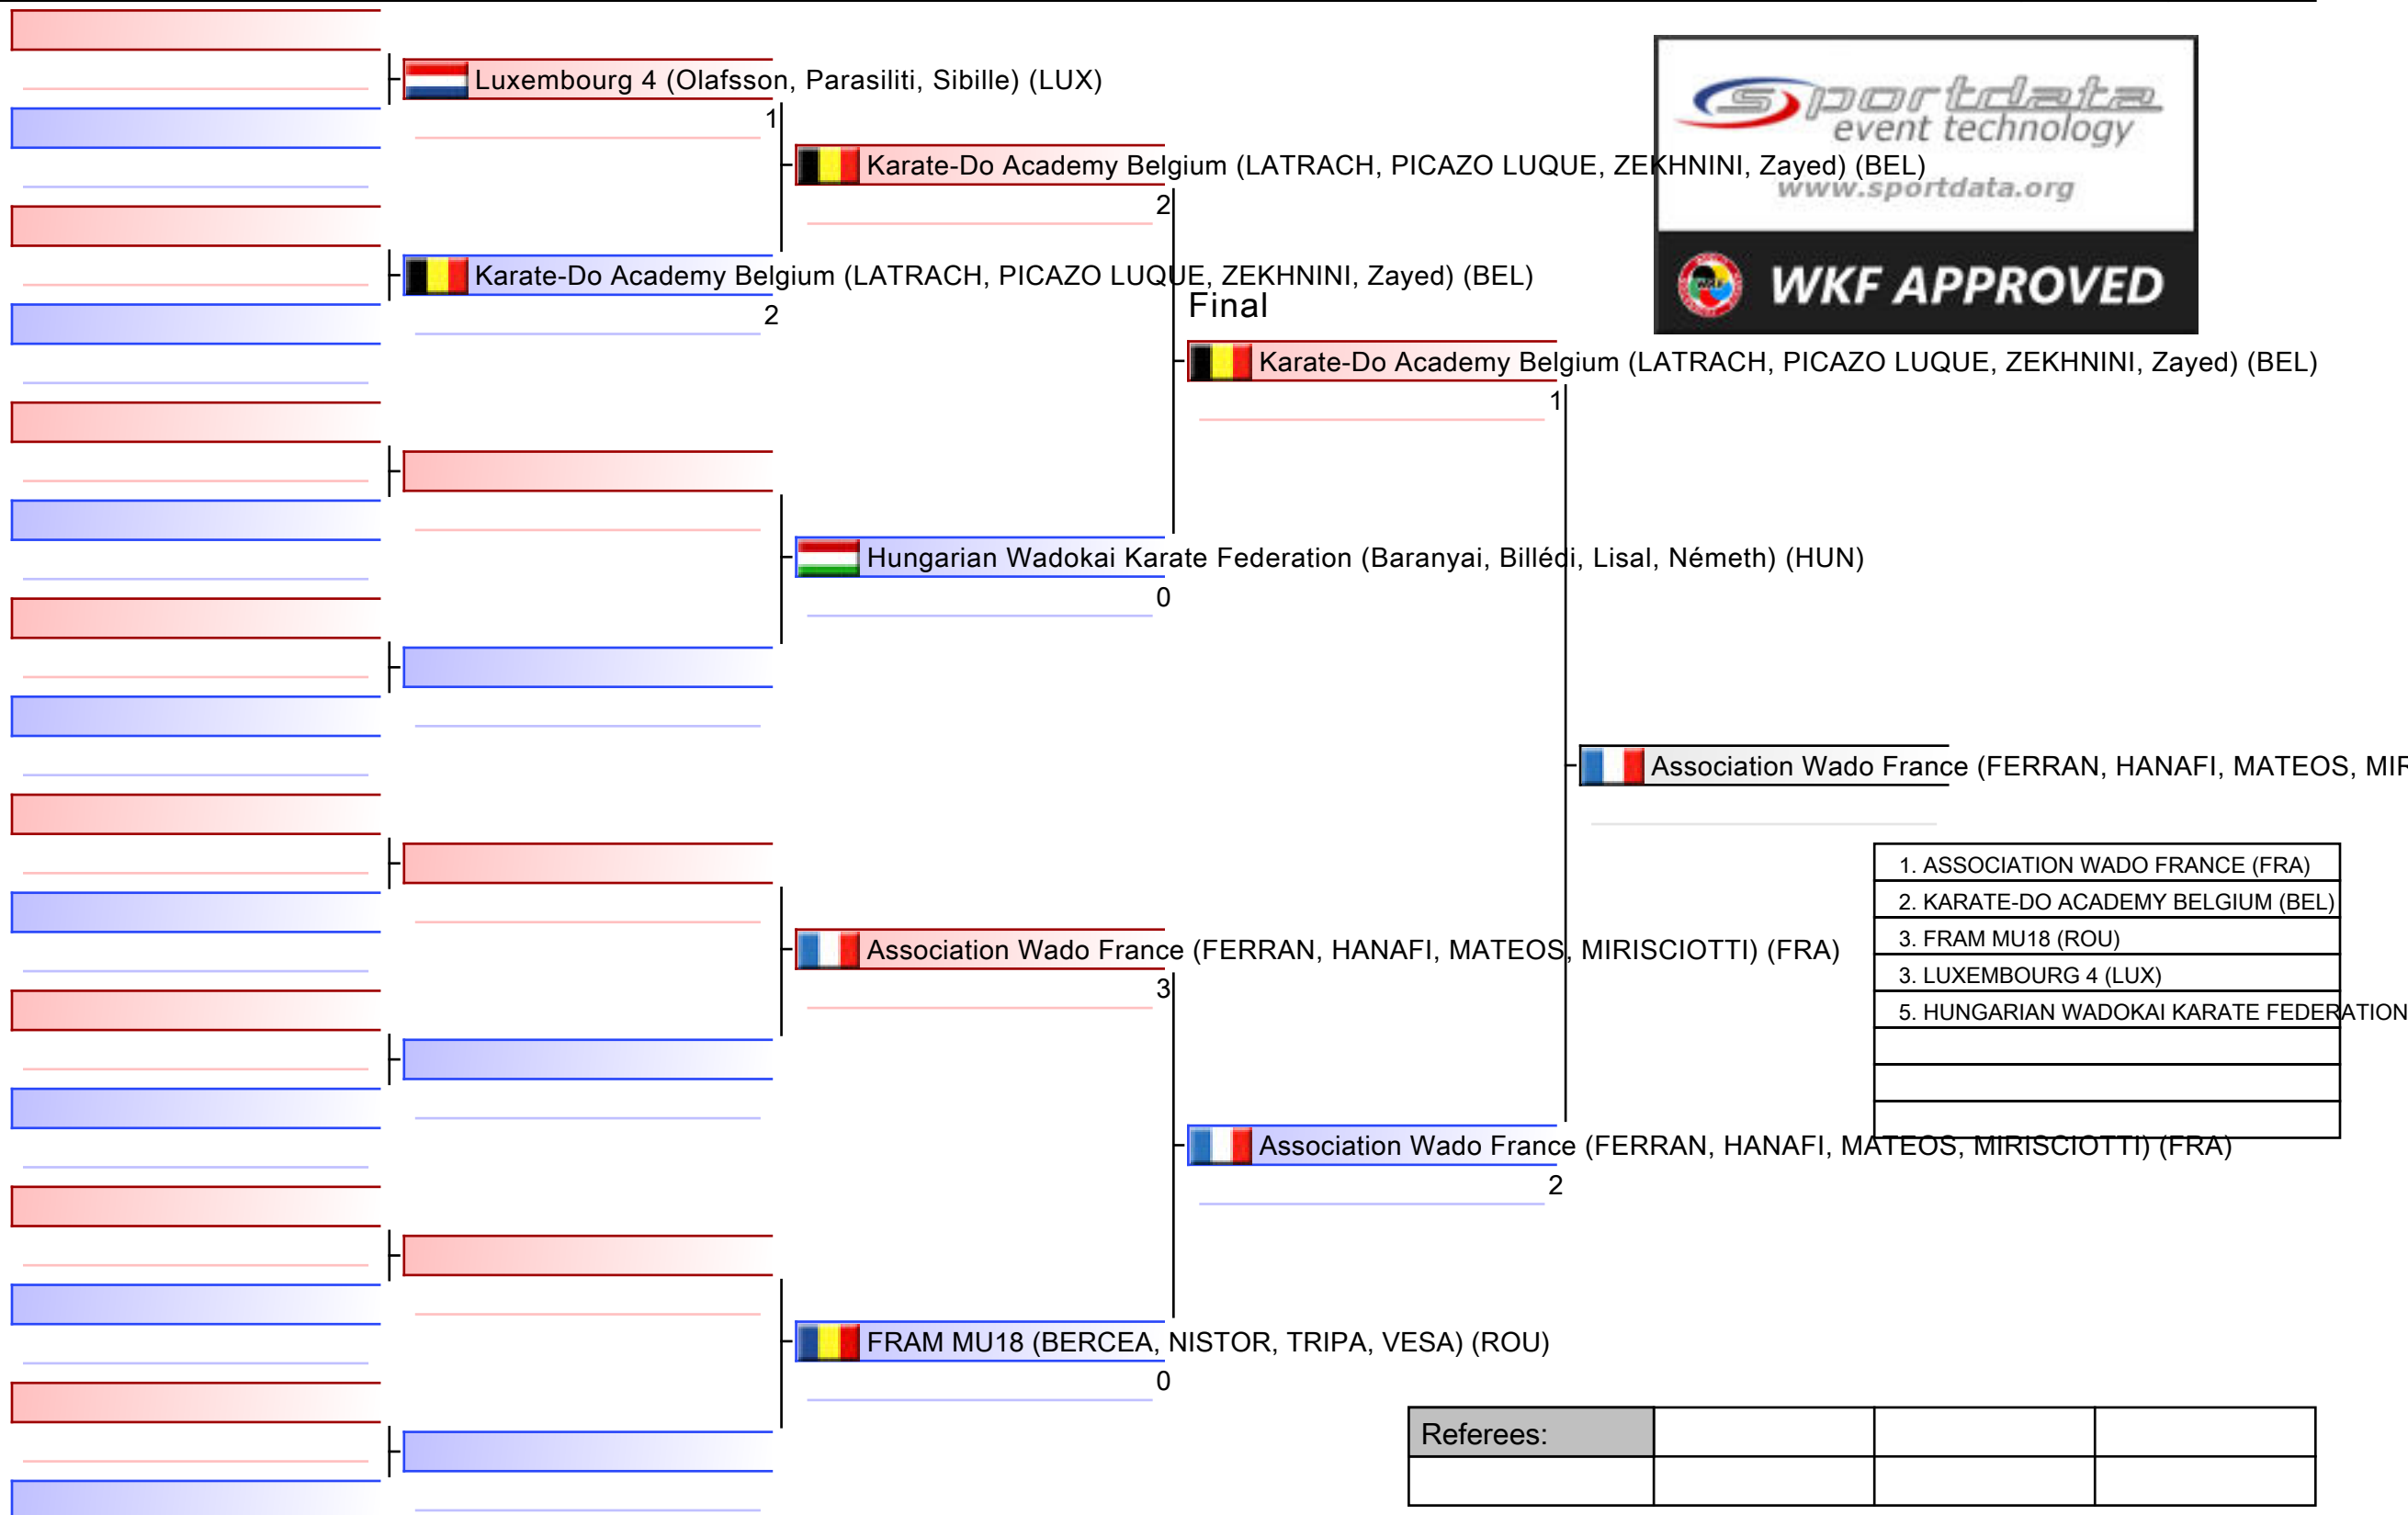 Luxembourg 4 (Olafsson, Parasiliti, Sibille) (LUX)
1
sportdata
event technology
www.sportdata.org
WKF APPROVED
Karate-Do Academy Belgium (LATRACH, PICAZO LUQUE, ZEKHNINI, Zayed) (BEL)
2
Karate-Do Academy Belgium (LATRACH, PICAZO LUQUE, ZEKHNINI, Zayed) (BEL)
2
Final
Karate-Do Academy Belgium (LATRACH, PICAZO LUQUE, ZEKHNINI, Zayed) (BEL)
1
Hungarian Wadokai Karate Federation (Baranyai, Billédi, Lisal, Németh) (HUN)
0
Association Wado France (FERRAN, HANAFI, MATEOS, MIR
1. ASSOCIATION WADO FRANCE (FRA)
2. KARATE-DO ACADEMY BELGIUM (BEL)
3. FRAM MU18 (ROU)
3. LUXEMBOURG 4 (LUX)
5. HUNGARIAN WADOKAI KARATE FEDERATION
Association Wado France (FERRAN, HANAFI, MATEOS, MIRISCIOTTI) (FRA)
3
Association Wado France (FERRAN, HANAFI, MATEOS, MIRISCIOTTI) (FRA)
2
FRAM MU18 (BERCEA, NISTOR, TRIPA, VESA) (ROU)
0
Referees: